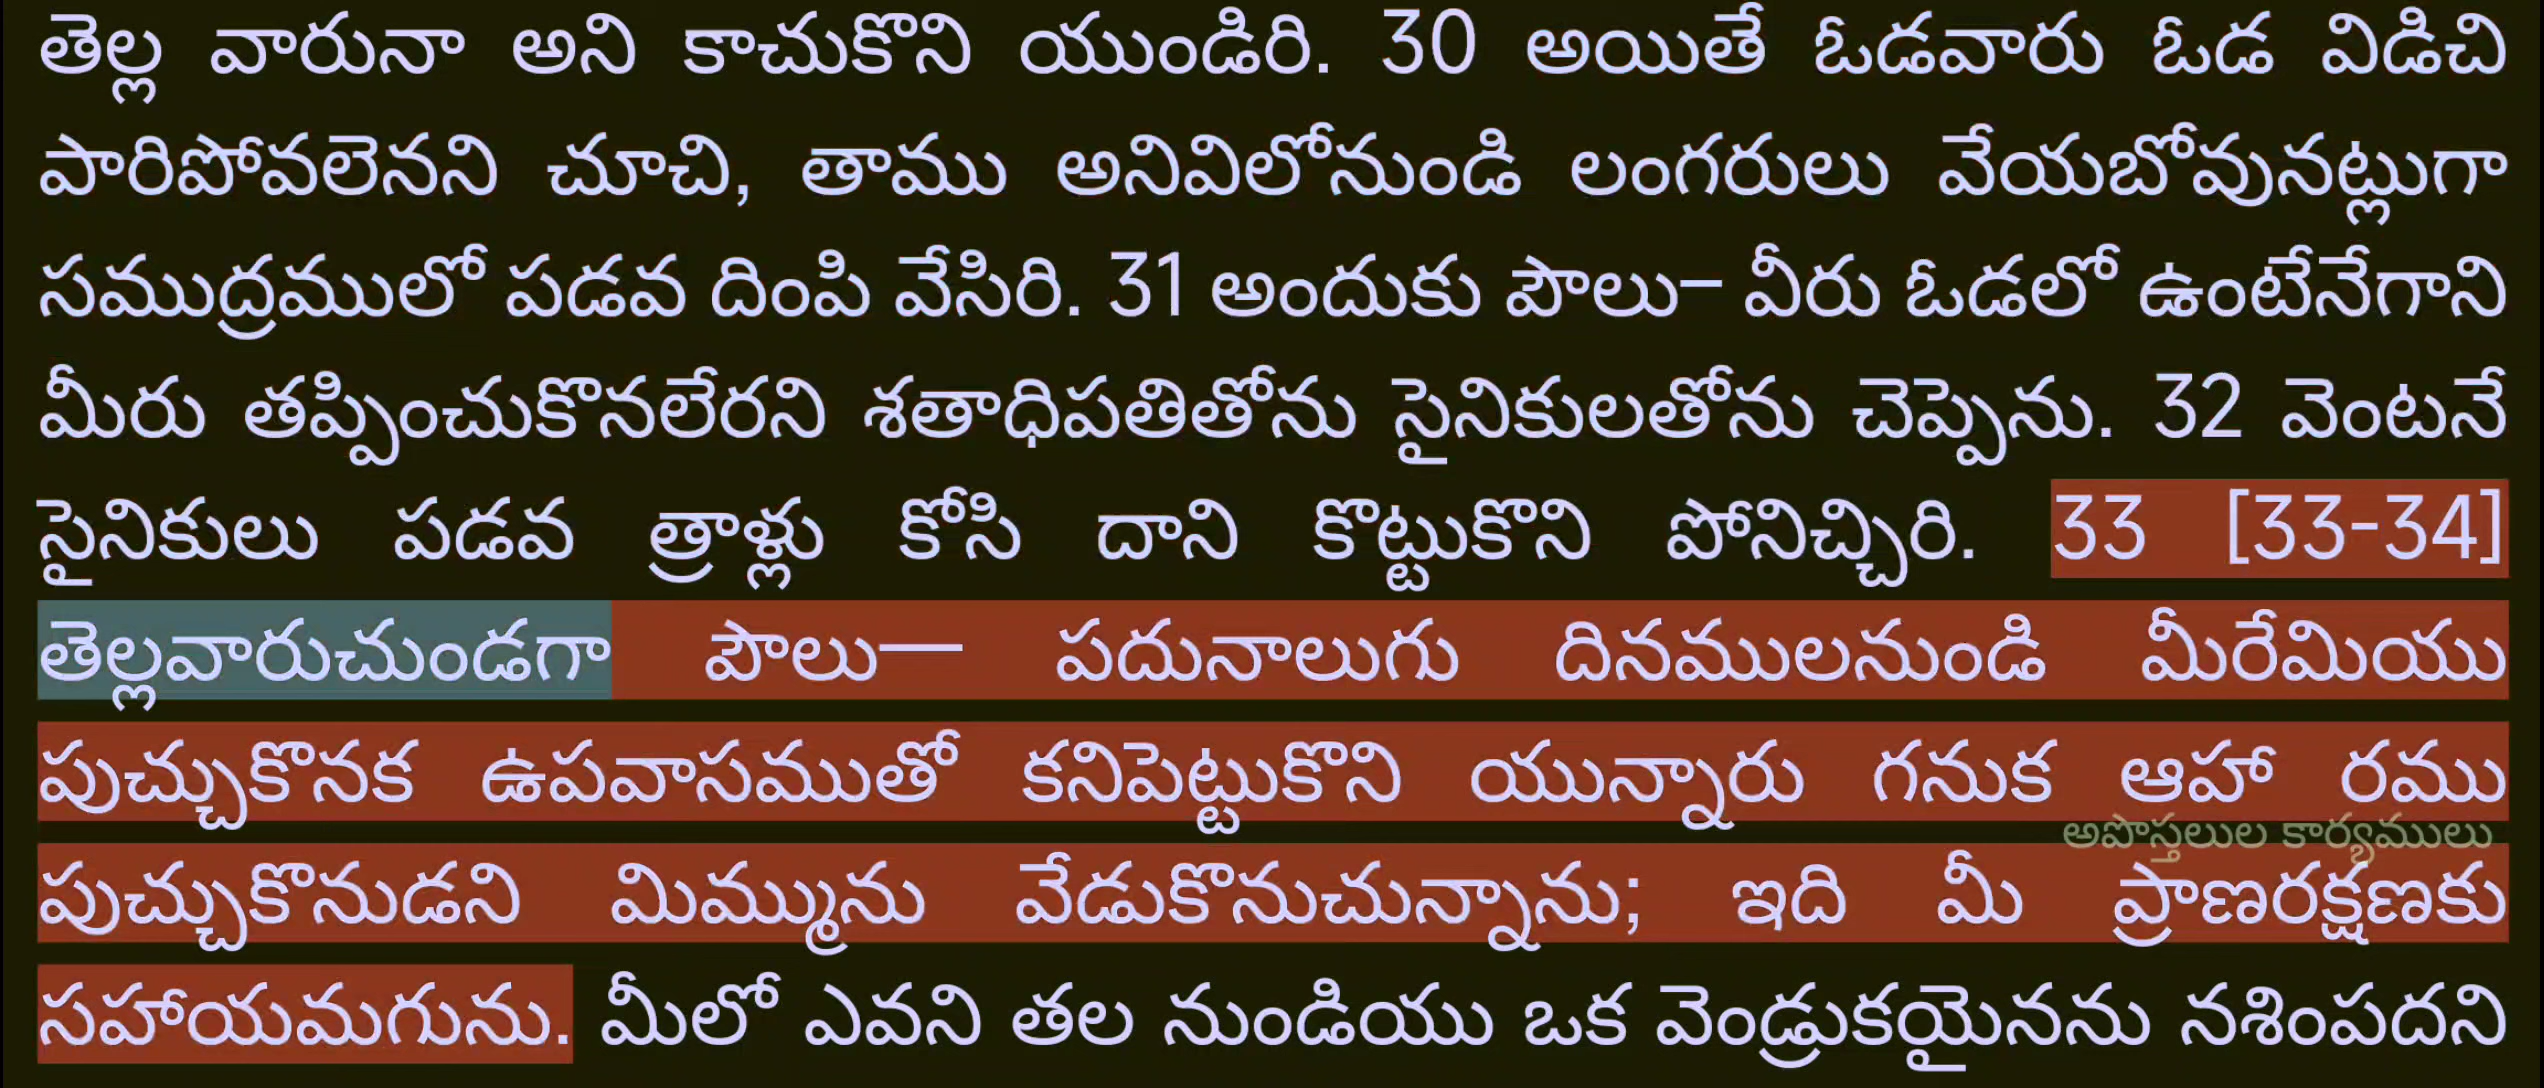 తెల్ల వారునా అని కాచుకొని యుండిరి. 30 అయితే ఓడవారు ఓడ విడిచి
పారిపోవలెనని చూచి, తాము అనివిలోనుండి లంగరులు వేయబోవునట్లుగా
సముద్రములో పడవ దింపి వేసిరి. 31 అందుకు పౌలు– వీరు ఓడలో ఉంటేనేగాని
మీరు తప్పించుకొనలేరని శతాధిపతితోను సైనికులతోను చెప్పెను. 32 వెంటనే
సైనికులు పడవ త్రాళ్లు కోసి దాని కొట్టుకొని పోనిచ్చిరి. 33 [33-34]
తెల్లవారుచుండగా పౌలు— పదునాలుగు దినములనుండి మీరేమియు
పుచ్చుకొనక ఉపవాసముతో కనిపెట్టుకొని యున్నారు గనుక ఆహా రము
అపొస్తలుల కార్యములు
పుచ్చుకొనుడని మిమ్మును వేడుకొనుచున్నాను; ఇది మీ ప్రాణరక్షణకు
సహాయమగును. మీలో ఎవని తల నుండియు ఒక వెండ్రుకయైనను నశింపదని